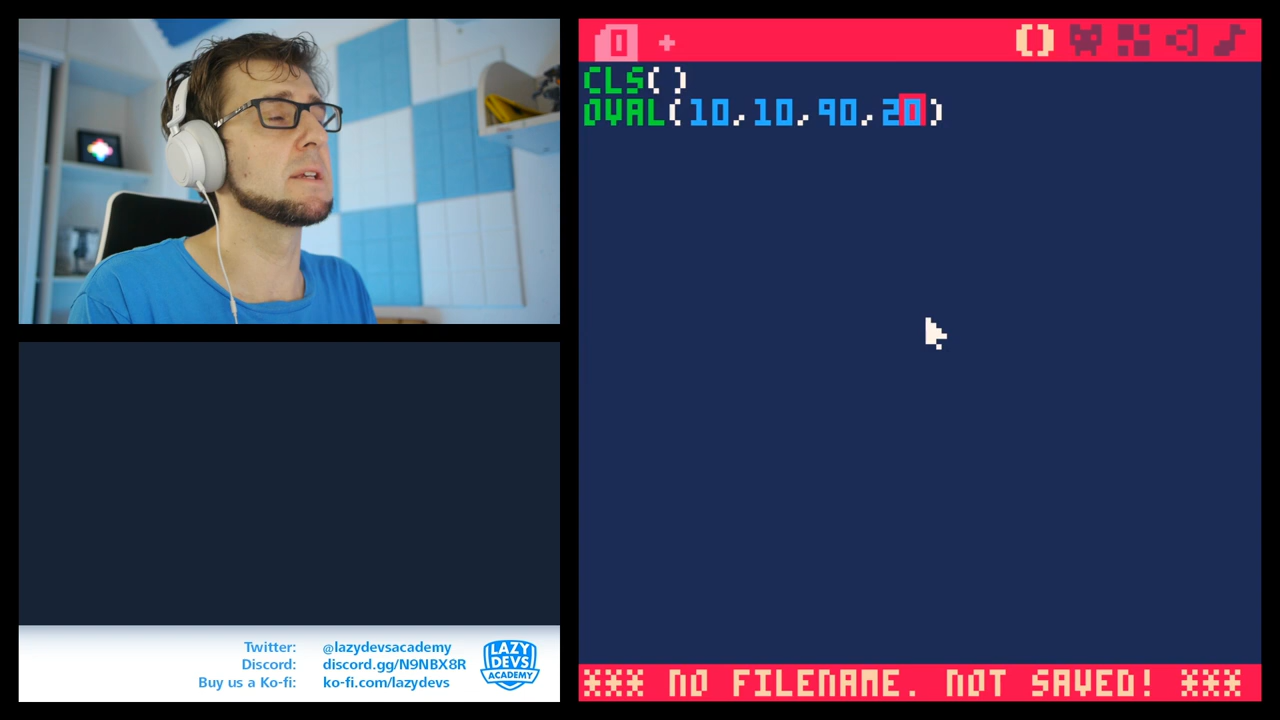 0 +
CLS()
OVAL(10,10,90,20)
*** NO FILENAME. NOT SAVED! ***
Twitter: @lazydevsacademy
Discord: discord.gg/N9NBX8R
Buy us a Ko-fi: ko-fi.com/lazydevs
LAZY
DEVS
ACADEMY